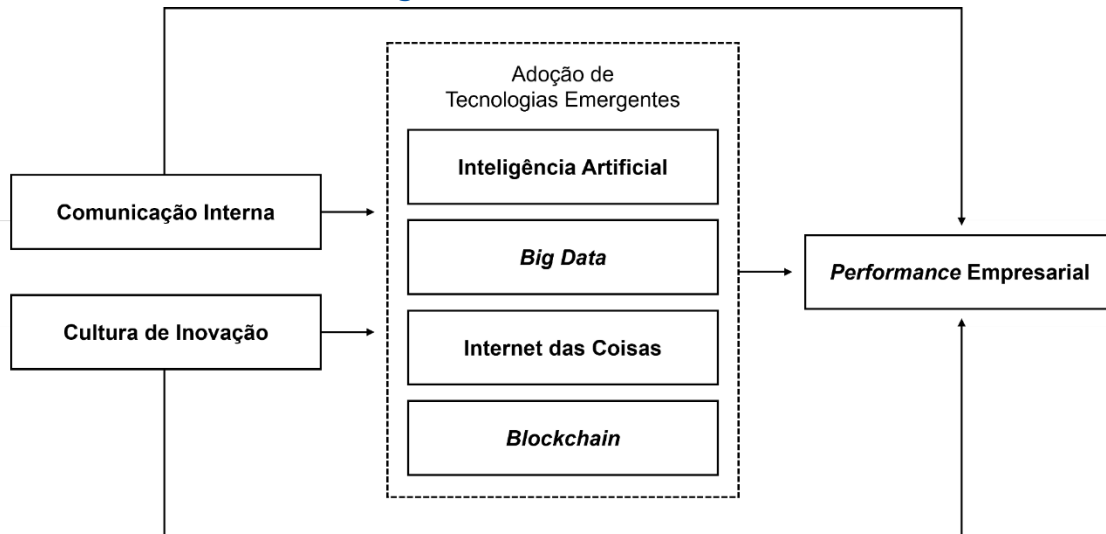 Adoção de
Tecnologias Emergentes
Inteligência Artificial
Comunicação Interna
Big Data
Performance Empresarial
Cultura de Inovação
Internet das Coisas
Blockchain